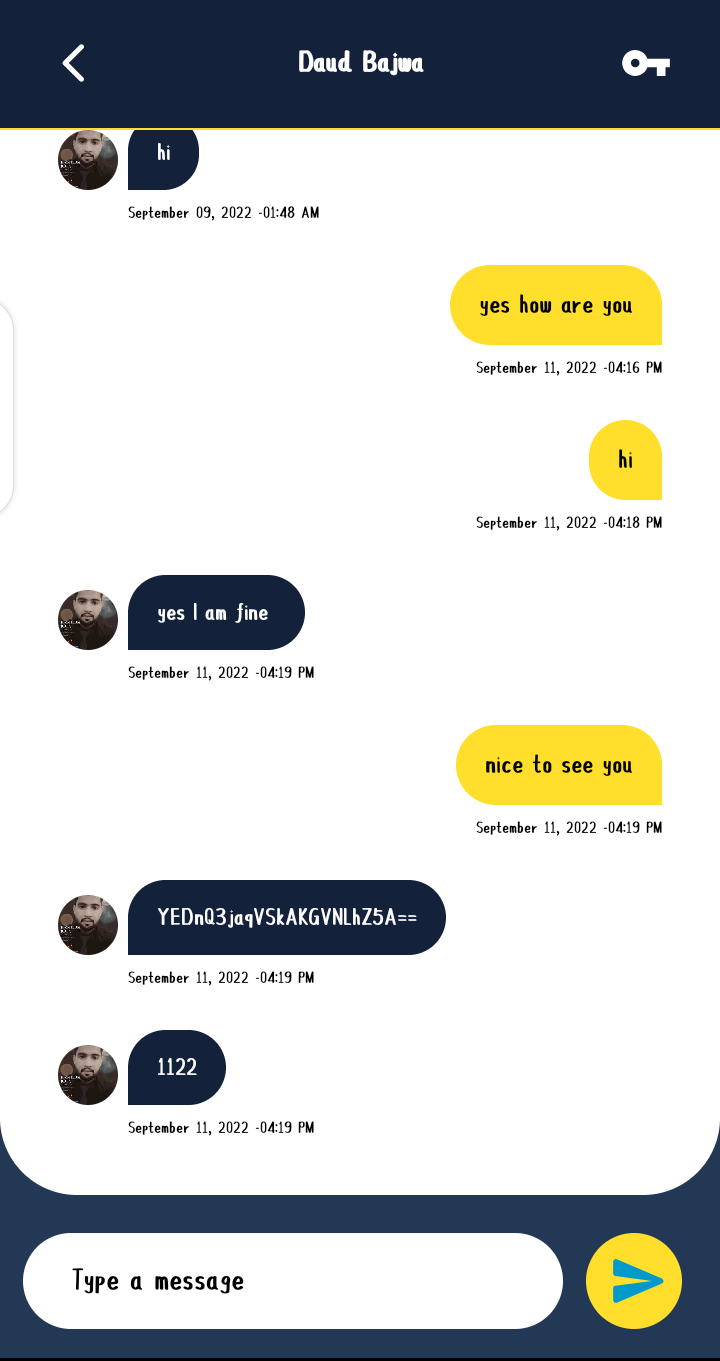 Daud Bajwa
hi
September 09, 2022 -01:48 AM
yes how are you
September 11, 2022 -04:16 PM
hi
September 11, 2022 -04:18 PM
yes I am fine
September 11, 2022 -04:19 PM
nice to see you
September 11, 2022 -04:19 PM
YEDnQ3jaqVSkAKGVNLhZ5A==
September 11, 2022 -04:19 PM
1122
September 11, 2022 -04:19 PM
Type a message